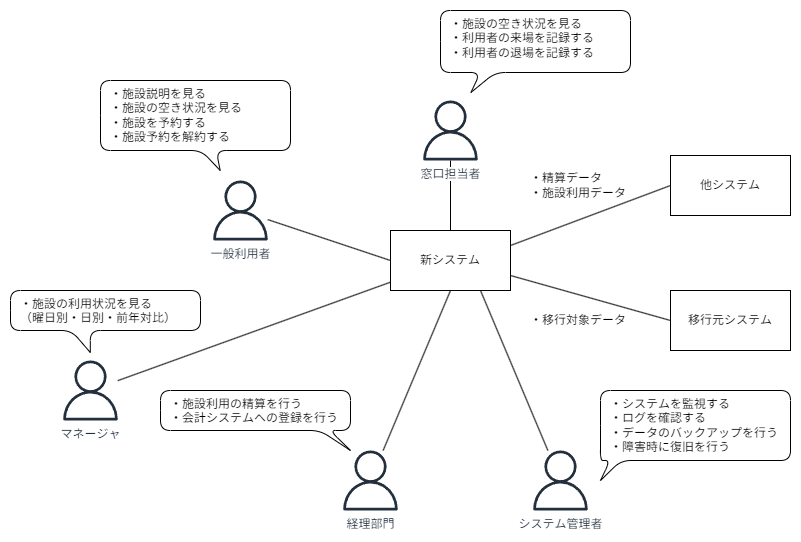 ・施設の空き状況を見る
・利用者の来場を記録する
・利用者の退場を記録する
・施設説明を見る
・施設の空き状況を見る
・施設を予約する
・施設予約を解約する
窓口担当者
・精算データ
・施設利用データ
他システム
一般利用者
新システム
・施設の利用状況を見る
（曜日別・日別・前年対比）
・移行対象データ
移行元システム
マネージャ
・施設利用の精算を行う
・会計システムへの登録を行う
・システムを監視する
・ログを確認する
・データのバックアップを行う
・障害時に復旧を行う
経理部門
システム管理者